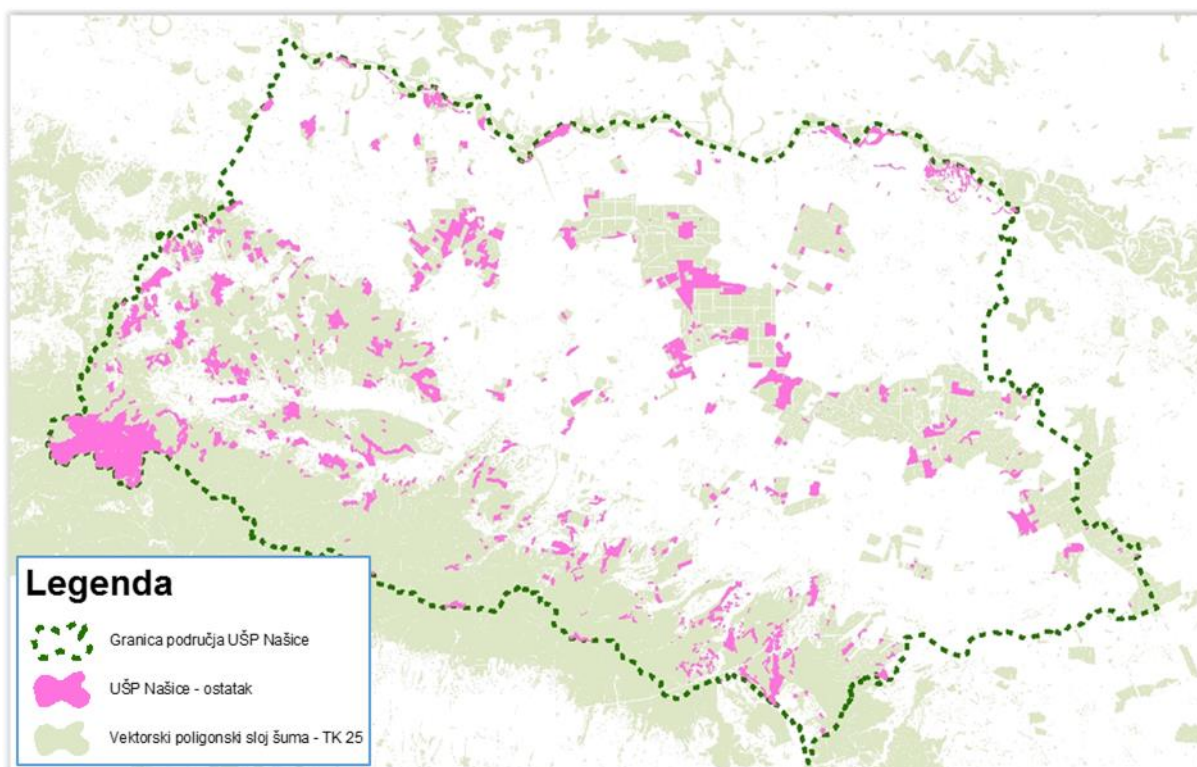 Legenda
Granica područja UŠP Našice
UŠP Našice - ostatak
Vektorski poligonski sloj šuma - TK 25